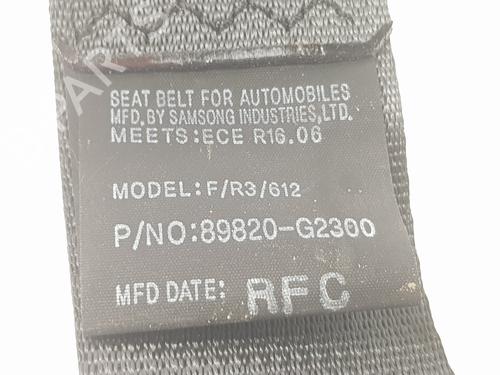 SEAT BELT FOR AUTOMOBILES
MFD.BY SAMSONG INDUSTRIES,LTD.
MEETS:ECE R16.06
MODEL:F/R3/612
P/NO:89820-G2300
MFD DATE: RFC